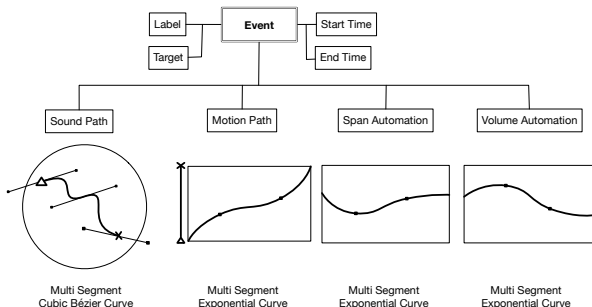 Label
Event
Start Time
Target
End Time
Sound Path
Motion Path
Span Automation
Volume Automation
Multi Segment
Cubic Bézier Curve
Multi Segment
Exponential Curve
Multi Segment
Exponential Curve
Multi Segment
Exponential Curve